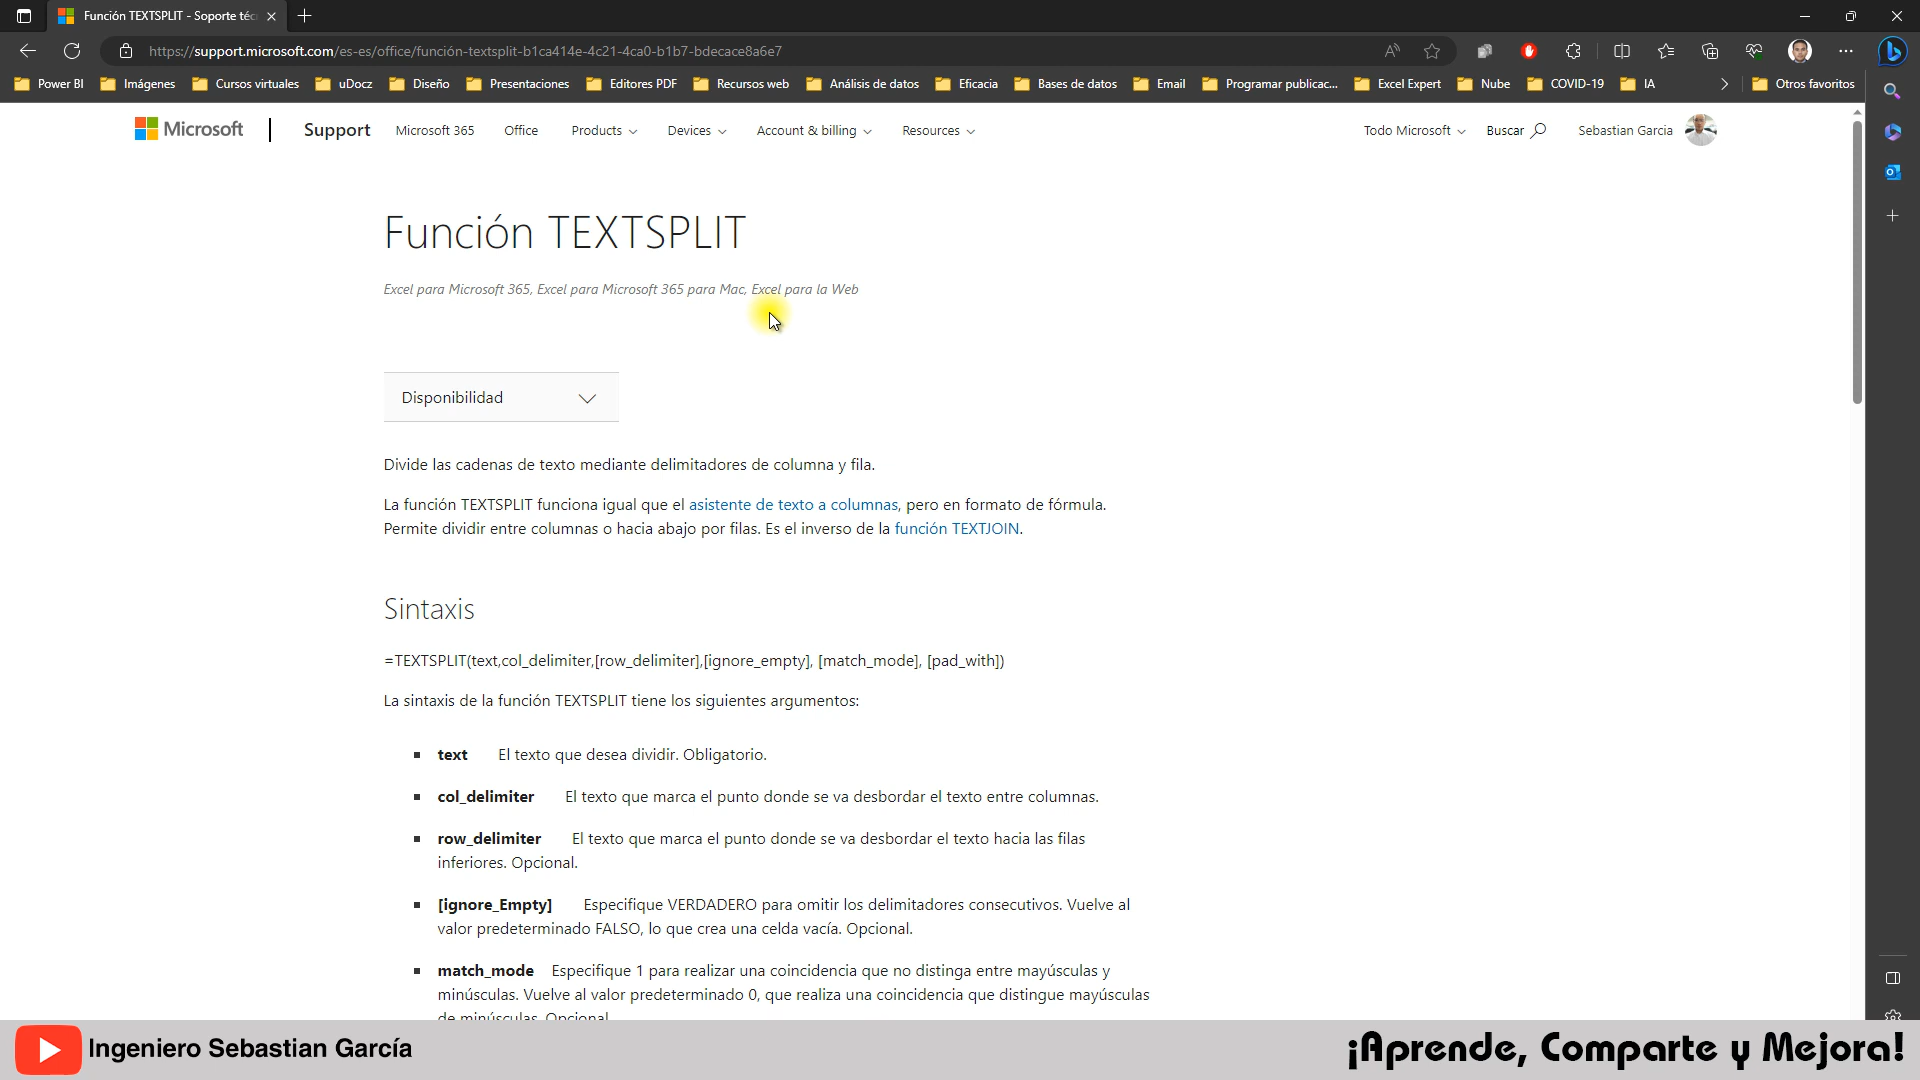 Función TEXTSPLIT - Soporte téc
https://support.microsoft.com/es-es/office/función-textsplit-b1ca414e-4c21-4ca0-b1b7-bdecace8a6e7
Power BI Imágenes Cursos virtuales uDocz Diseño Presentaciones Editores PDF Recursos web Análisis de datos Eficacia Bases de datos Email Programar publicac... Excel Expert Nube COVID-19 IA Otros favoritos
Microsoft Support Microsoft 365 Office Products Devices Account & billing Resources Todo Microsoft Buscar Sebastian Garcia
Función TEXTSPLIT
Excel para Microsoft 365, Excel para Microsoft 365 para Mac, Excel para la Web
Disponibilidad
Divide las cadenas de texto mediante delimitadores de columna y fila.
La función TEXTSPLIT funciona igual que el asistente de texto a columnas, pero en formato de fórmula.
Permite dividir entre columnas o hacia abajo por filas. Es el inverso de la función TEXTJOIN.
Sintaxis
=TEXTSPLIT(text,col_delimiter,[row_delimiter],[ignore_empty], [match_mode], [pad_with])
La sintaxis de la función TEXTSPLIT tiene los siguientes argumentos:
▪ text El texto que desea dividir. Obligatorio.
▪ col_delimiter El texto que marca el punto donde se va desbordar el texto entre columnas.
▪ row_delimiter El texto que marca el punto donde se va desbordar el texto hacia las filas
inferiores. Opcional.
▪ [ignore_Empty] Especifique VERDADERO para omitir los delimitadores consecutivos. Vuelve al
valor predeterminado FALSO, lo que crea una celda vacía. Opcional.
▪ match_mode Especifique 1 para realizar una coincidencia que no distinga entre mayúsculas y
minúsculas. Vuelve al valor predeterminado 0, que realiza una coincidencia que distingue mayúsculas
de minúsculas. Opcional.
Ingeniero Sebastian García
¡Aprende, Comparte y Mejora!